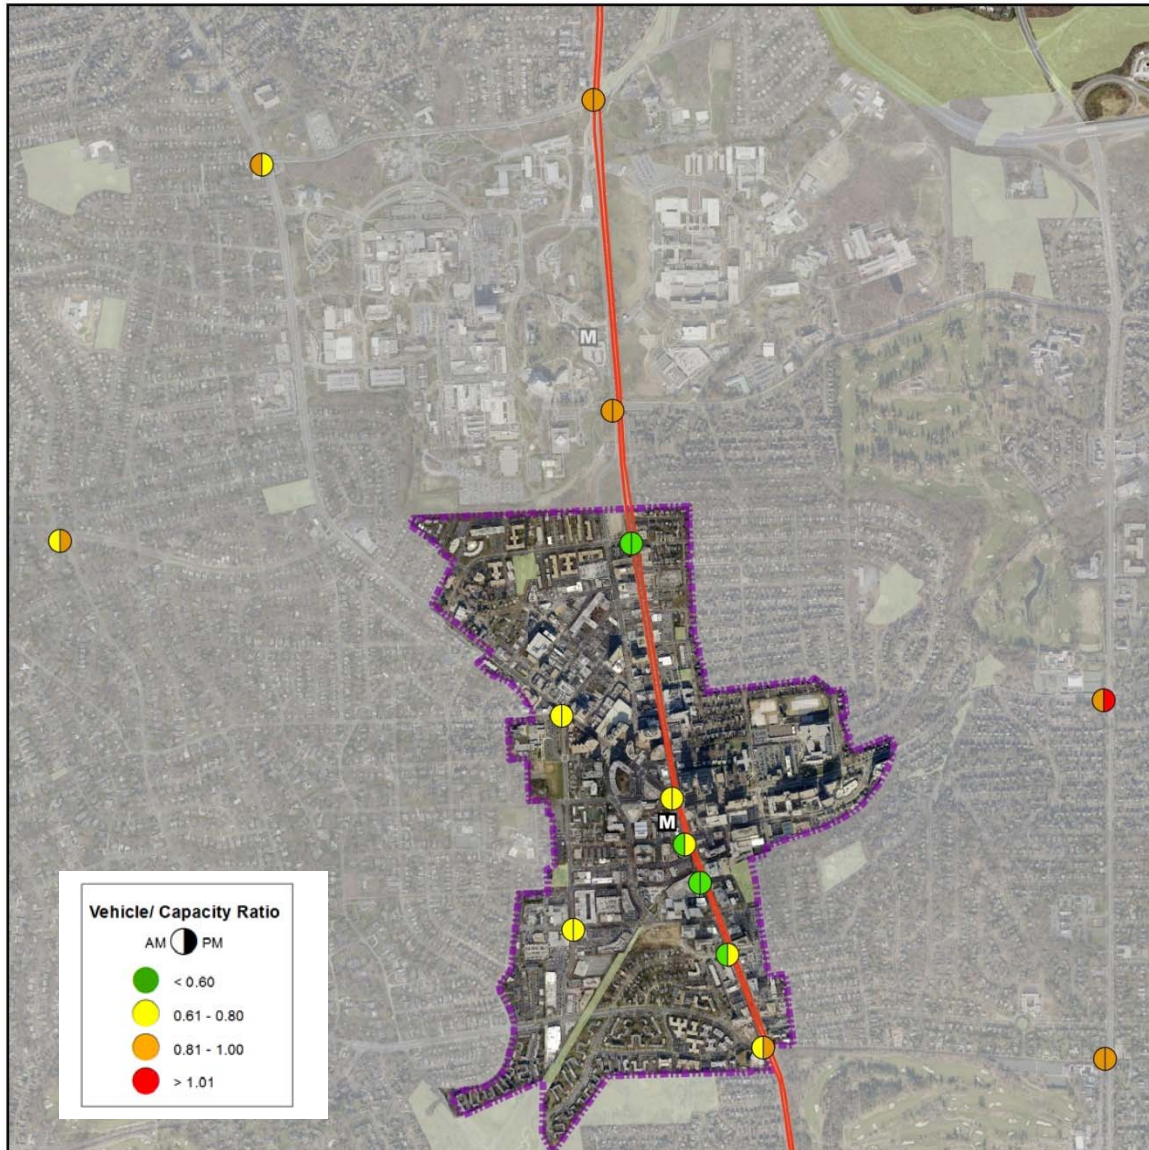 M
M
Vehicle/ Capacity Ratio
AM PM
< 0.60
0.61 - 0.80
0.81 - 1.00
> 1.01